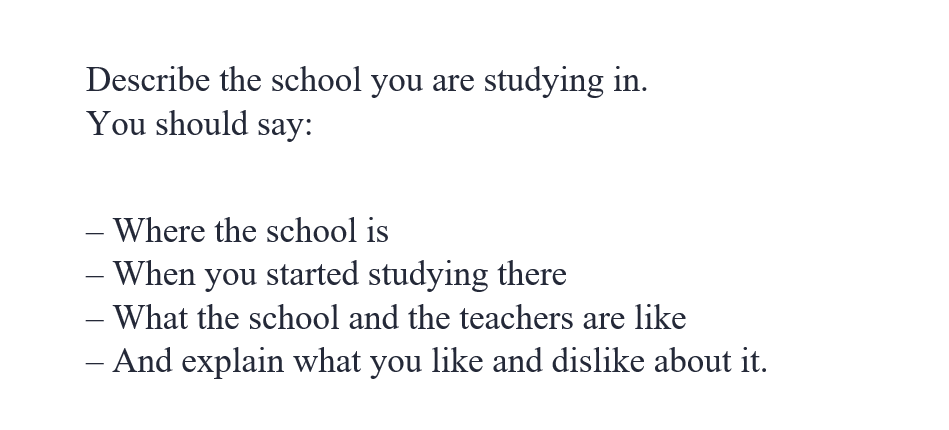 Describe the school you are studying in.
You should say:
– Where the school is
– When you started studying there
– What the school and the teachers are like
– And explain what you like and dislike about it.